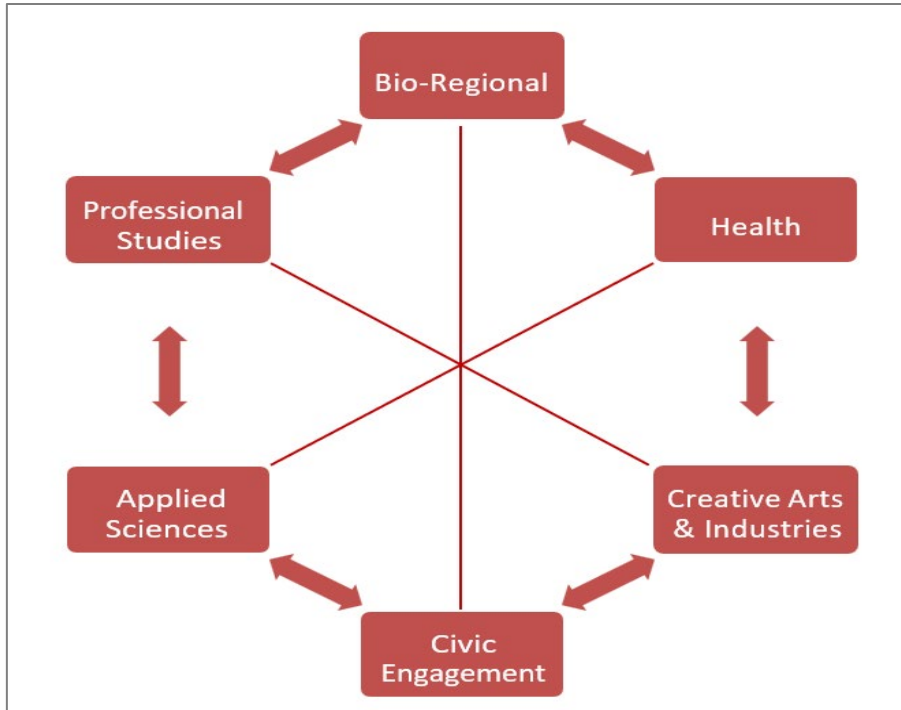 Bio-Regional
Professional
Studies
Health
Applied
Sciences
Creative Arts
& Industries
Civic
Engagement